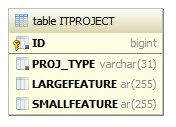 table ITPROJECT
ID bigint
PROJ_TYPE varchar(31)
LARGEFEATURE ar(255)
SMALLFEATURE ar(255)